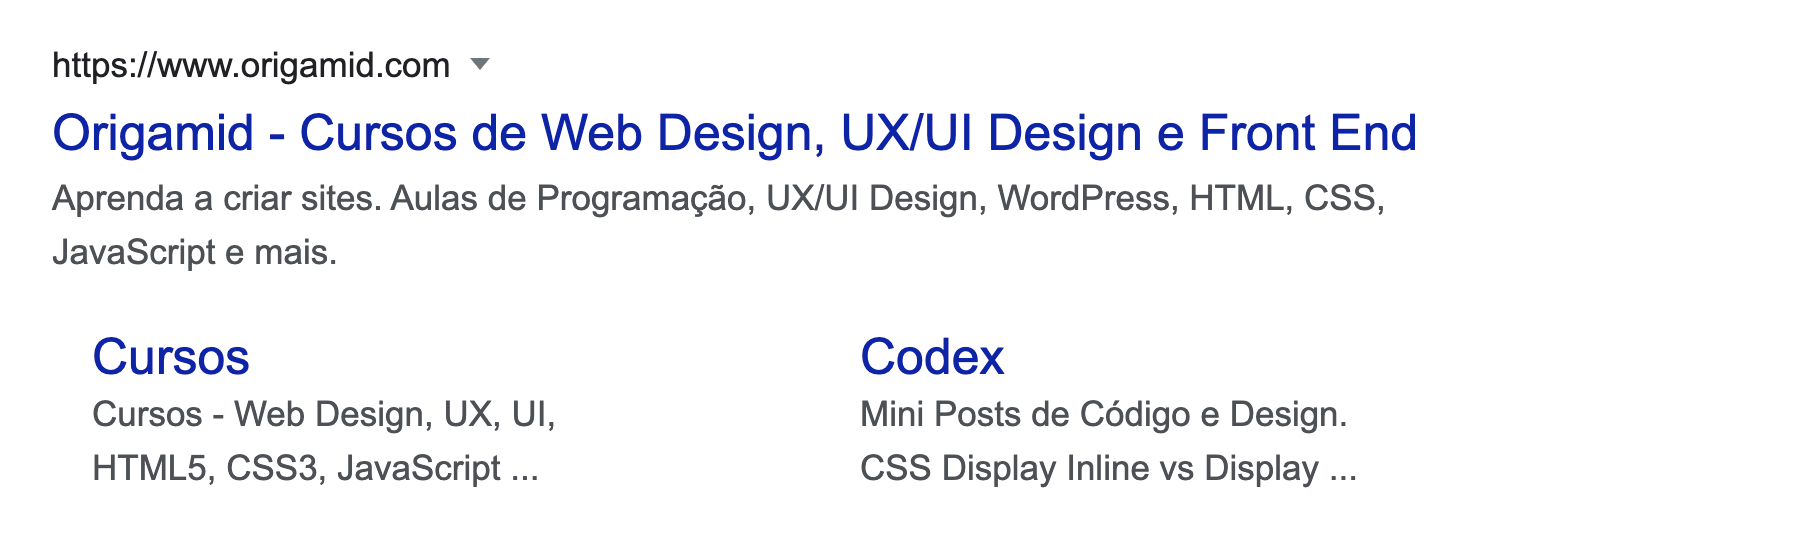 https://www.origamid.com
Origamid - Cursos de Web Design, UX/UI Design e Front End
Aprenda a criar sites. Aulas de Programação, UX/UI Design, WordPress, HTML, CSS,
JavaScript e mais.
Cursos
Cursos - Web Design, UX, UI,
HTML5, CSS3, JavaScript ...
Codex
Mini Posts de Código e Design.
CSS Display Inline vs Display ...